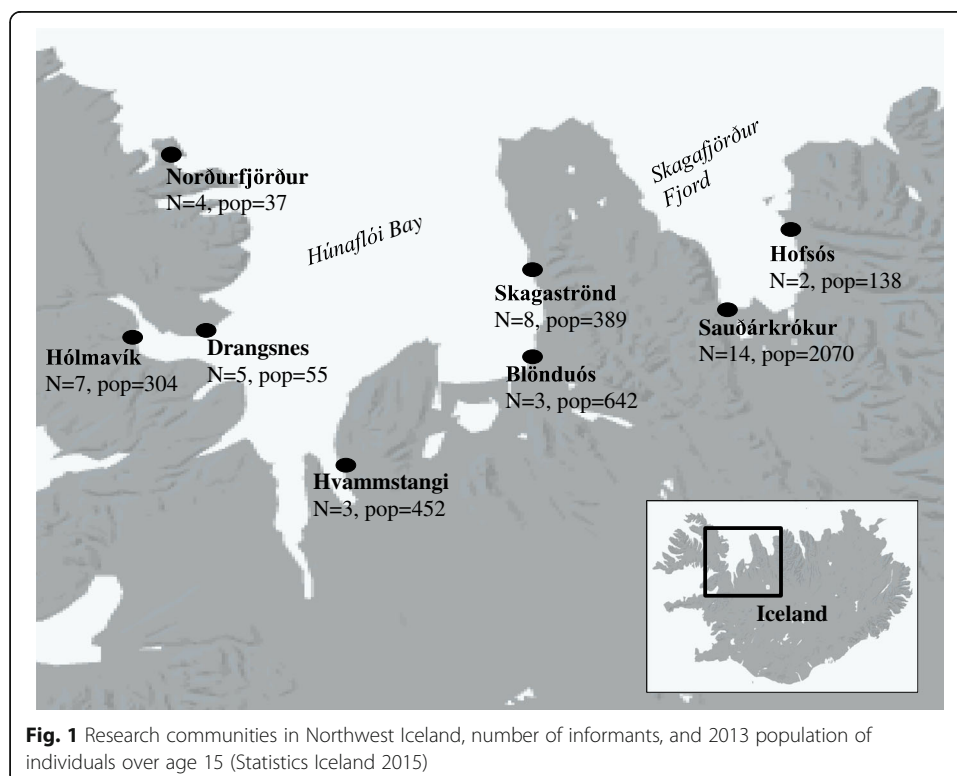 Norðurfjörður
N=4, pop=37
Húnaflói Bay
Skagafjörður
Fjord
Hofsós
N=2, pop=138
Skagaströnd
N=8, pop=389
Sauðárkrókur
N=14, pop=2070
Hólmavík
N=7, pop=304
Drangsnes
N=5, pop=55
Blönduós
N=3, pop=642
Hvammstangi
N=3, pop=452
Iceland
Fig. 1 Research communities in Northwest Iceland, number of informants, and 2013 population of
individuals over age 15 (Statistics Iceland 2015)